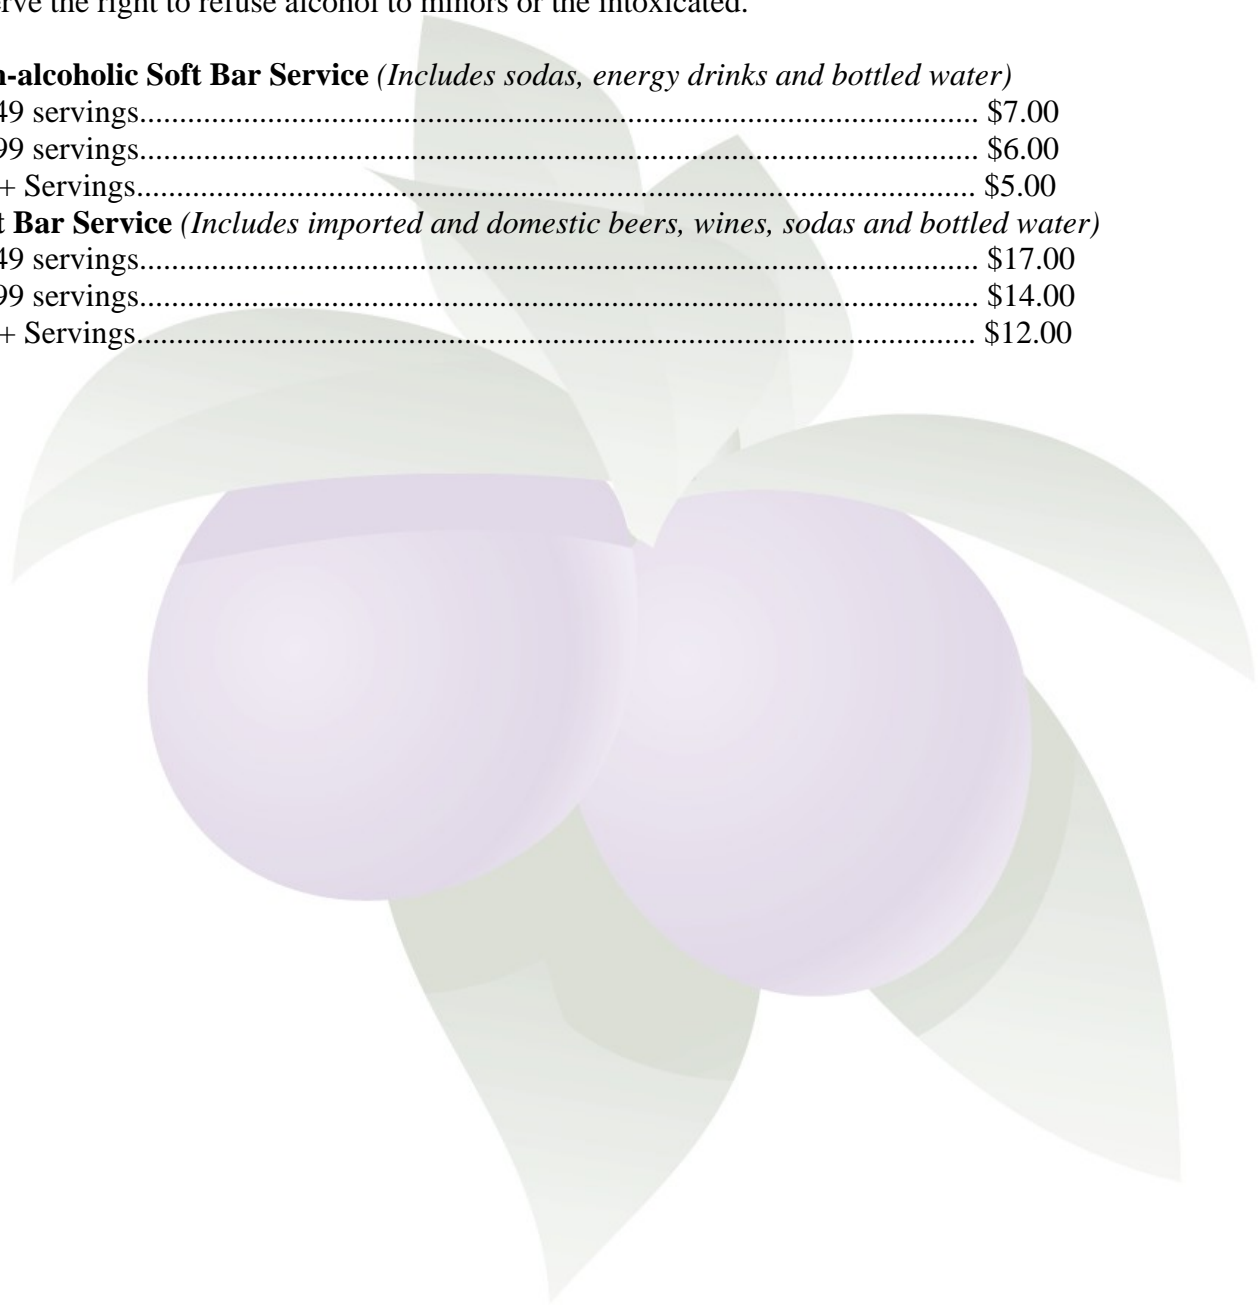 the right to refuse alcohol to minors or the intoxicated.
-alcoholic Soft Bar Service (Includes sodas, energy drinks and bottled water)
49 servings.......................................................................................................... $7.00
99 servings.......................................................................................................... $6.00
+ Servings.......................................................................................................... $5.00
Bar Service (Includes imported and domestic beers, wines, sodas and bottled water)
49 servings.......................................................................................................... $17.00
99 servings.......................................................................................................... $14.00
+ Servings.......................................................................................................... $12.00